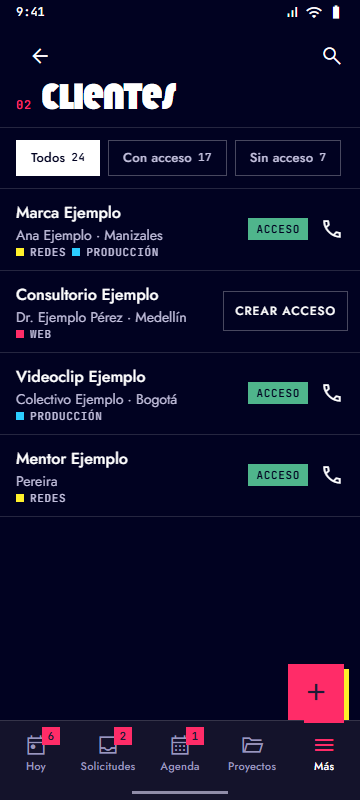 9:41
02 CLIENTES
Todos 24 Con acceso 17 Sin acceso 7
Marca Ejemplo
Ana Ejemplo · Manizales
REDES PRODUCCIÓN
ACCESO
Consultorio Ejemplo
Dr. Ejemplo Pérez · Medellín
WEB
CREAR ACCESO
Videoclip Ejemplo
Colectivo Ejemplo · Bogotá
PRODUCCIÓN
ACCESO
Mentor Ejemplo
Pereira
REDES
ACCESO
+
6 2 1
Hoy Solicitudes Agenda Proyectos Más